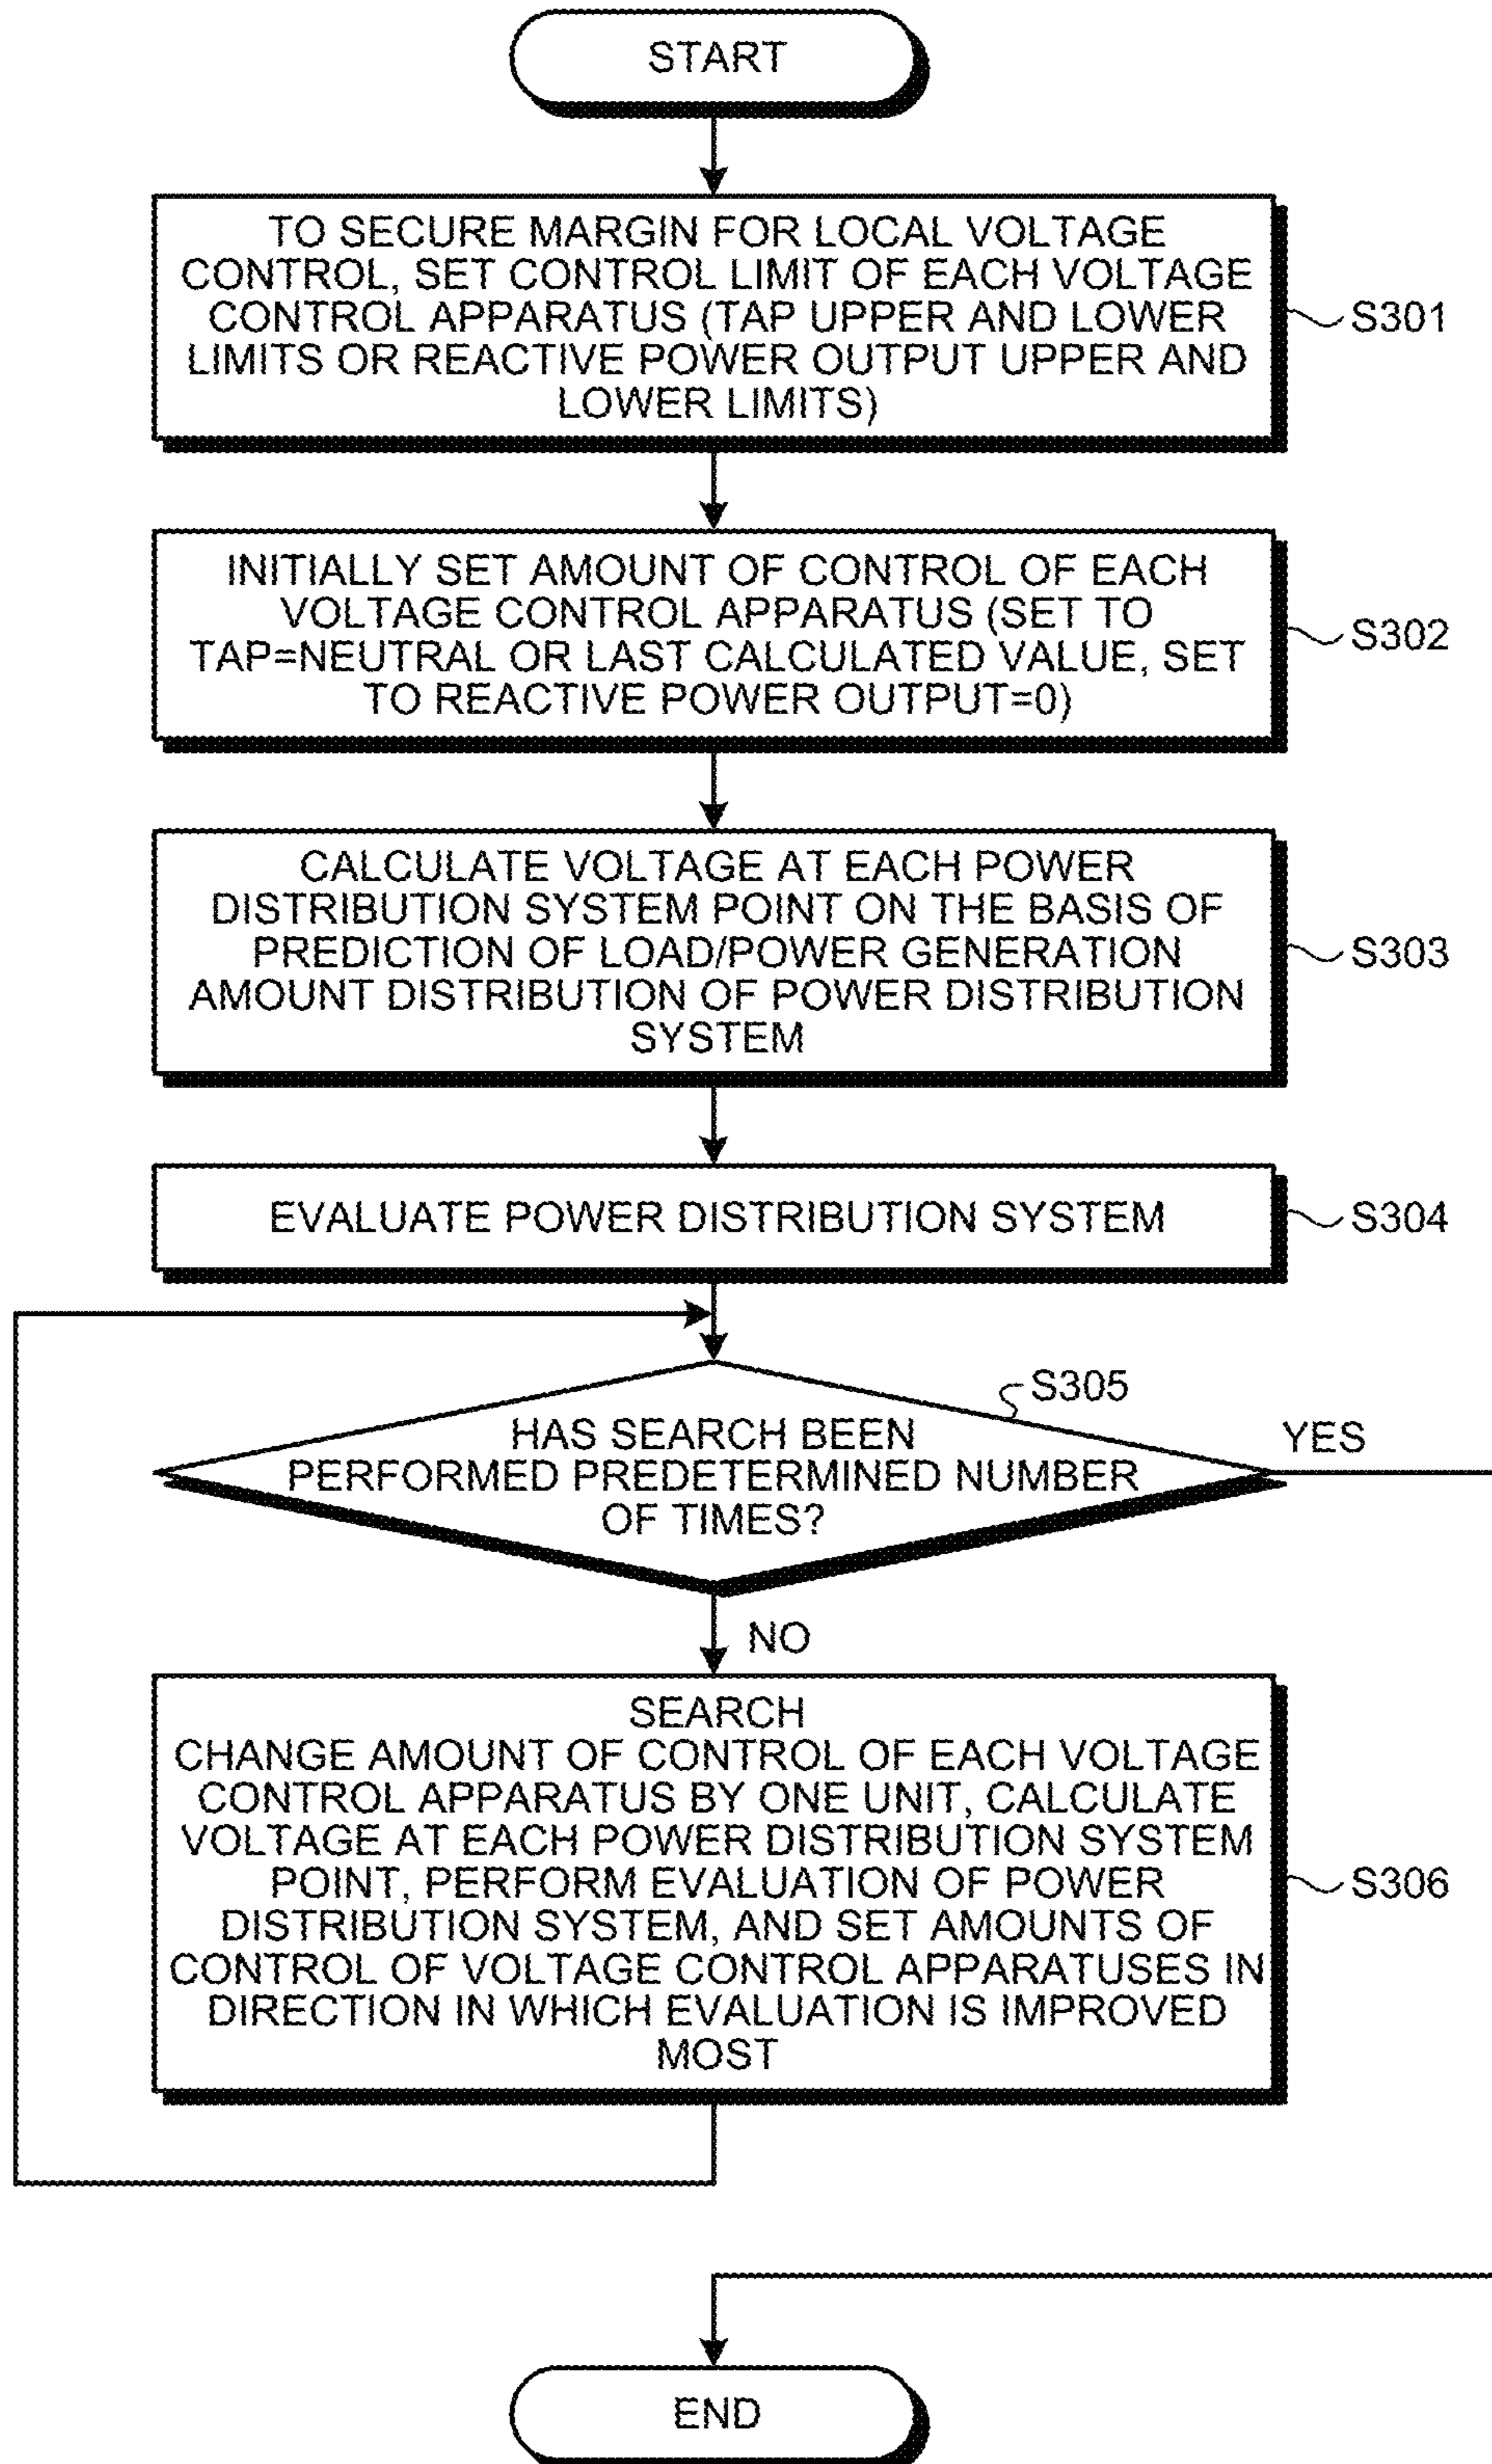 START
TO SECURE MARGIN FOR LOCAL VOLTAGE
CONTROL, SET CONTROL LIMIT OF EACH VOLTAGE
CONTROL APPARATUS (TAP UPPER AND LOWER
LIMITS OR REACTIVE POWER OUTPUT UPPER AND
LOWER LIMITS)
S301
INITIALLY SET AMOUNT OF CONTROL OF EACH
VOLTAGE CONTROL APPARATUS (SET TO
TAP=NEUTRAL OR LAST CALCULATED VALUE, SET
TO REACTIVE POWER OUTPUT=0)
S302
CALCULATE VOLTAGE AT EACH POWER
DISTRIBUTION SYSTEM POINT ON THE BASIS OF
PREDICTION OF LOAD/POWER GENERATION
AMOUNT DISTRIBUTION OF POWER DISTRIBUTION
SYSTEM
S303
EVALUATE POWER DISTRIBUTION SYSTEM
S304
S305
HAS SEARCH BEEN
PERFORMED PREDETERMINED NUMBER
OF TIMES?
YES
NO
SEARCH
CHANGE AMOUNT OF CONTROL OF EACH VOLTAGE
CONTROL APPARATUS BY ONE UNIT, CALCULATE
VOLTAGE AT EACH POWER DISTRIBUTION SYSTEM
POINT, PERFORM EVALUATION OF POWER
DISTRIBUTION SYSTEM, AND SET AMOUNTS OF
CONTROL OF VOLTAGE CONTROL APPARATUSES IN
DIRECTION IN WHICH EVALUATION IS IMPROVED
MOST
S306
END